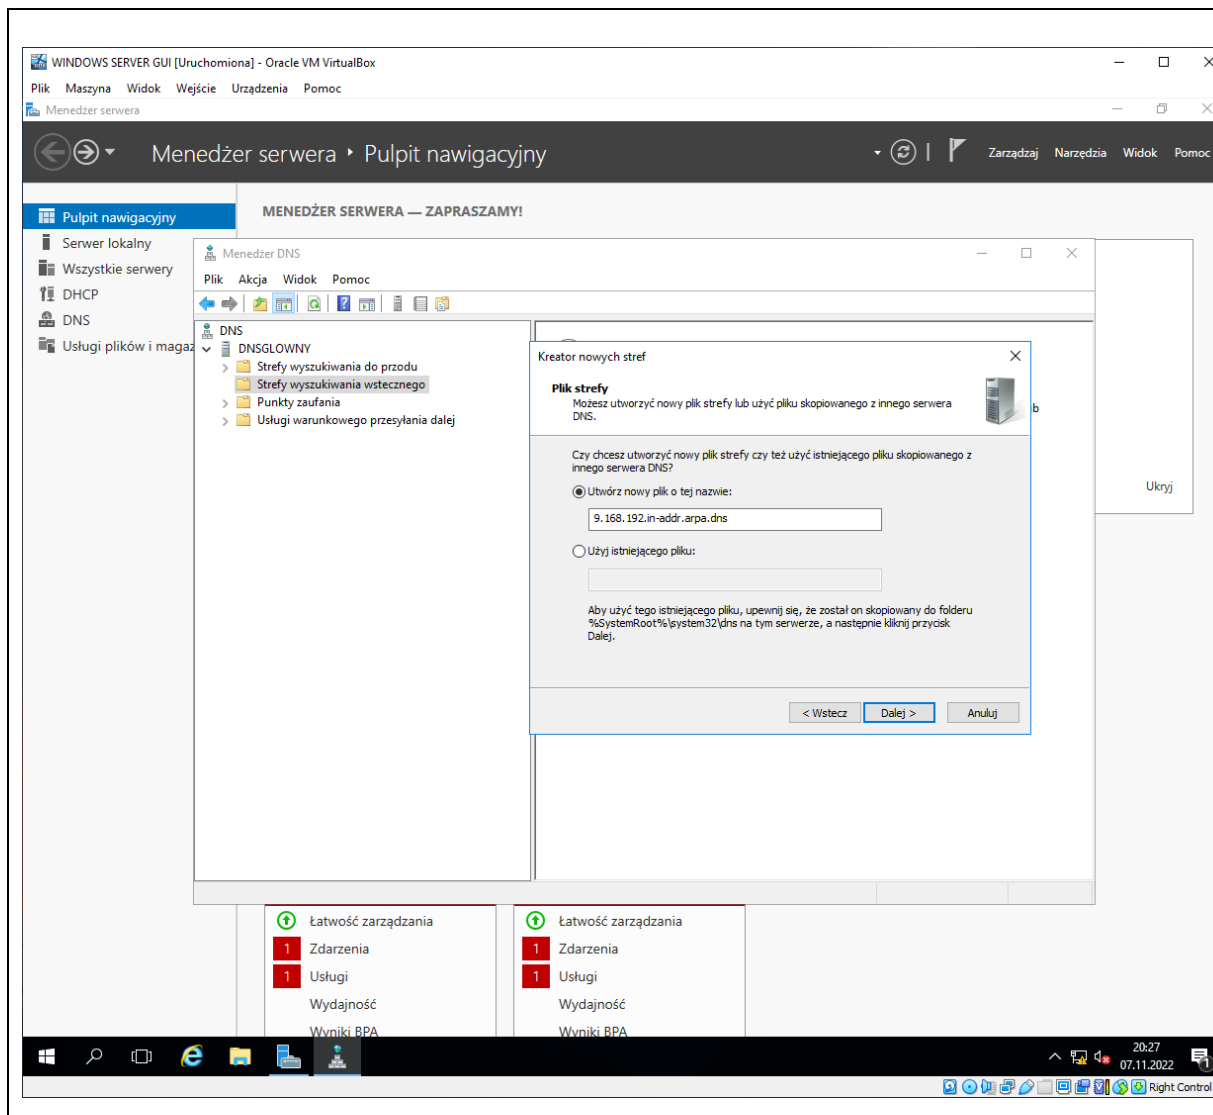 WINDOWS SERVER GUI [Uruchomiona] - Oracle VM VirtualBox
Plik Maszyna Widok Wejście Urządzenia Pomoc
Menedżer serwera
Menedżer serwera ‣ Pulpit nawigacyjny
Zarządzaj Narzędzia Widok Pomoc
Pulpit nawigacyjny
Serwer lokalny
Wszystkie serwery
DHCP
DNS
Usługi plików i magaz
MENEDŻER SERWERA — ZAPRASZAMY!
Menedżer DNS
Plik Akcja Widok Pomoc
DNS
DNSGLOWNY
Strefy wyszukiwania do przodu
Strefy wyszukiwania wstecznego
Punkty zaufania
Usługi warunkowego przesyłania dalej
Kreator nowych stref
Plik strefy
Możesz utworzyć nowy plik strefy lub użyć pliku skopiowanego z innego serwera
DNS.
b
Czy chcesz utworzyć nowy plik strefy czy też użyć istniejącego pliku skopiowanego z
innego serwera DNS?
Utwórz nowy plik o tej nazwie:
9.168.192.in-addr.arpa.dns
Użyj istniejącego pliku:
Aby użyć tego istniejącego pliku, upewnij się, że został on skopiowany do folderu
%SystemRoot%\system32\dns na tym serwerze, a następnie kliknij przycisk
Dalej.
< Wstecz Dalej > Anuluj
Ukryj
Łatwość zarządzania
1 Zdarzenia
1 Usługi
Wydajność
Wyniki BPA
Łatwość zarządzania
1 Zdarzenia
1 Usługi
Wydajność
Wyniki BPA
20:27
07.11.2022
1
Right Control